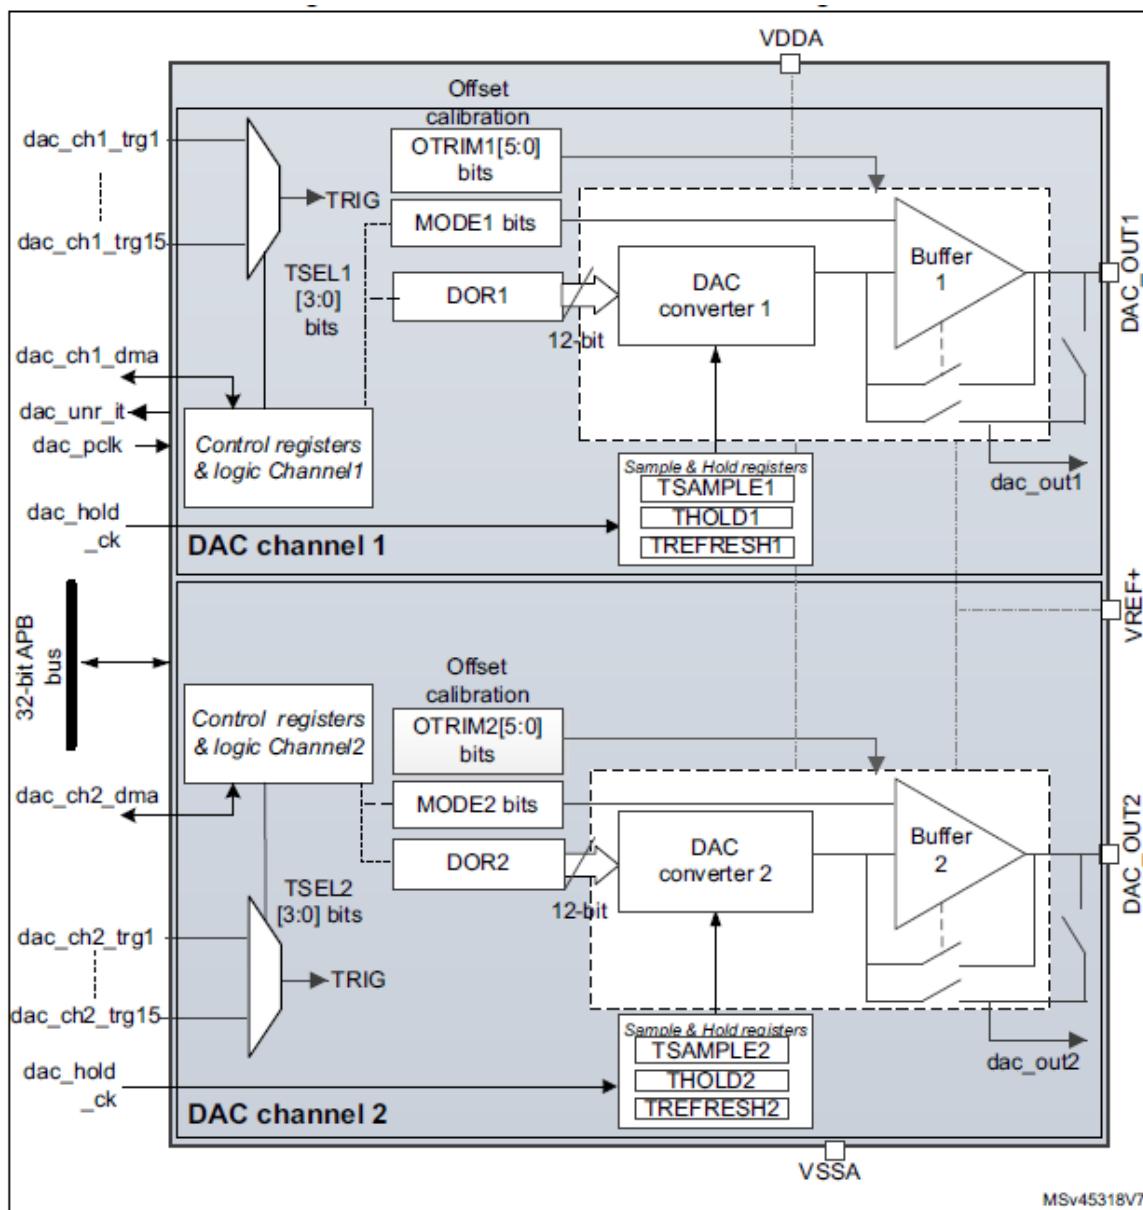 VDDA
Offset
calibration
OTRIM1[5:0]
bits
dac_ch1_trg1
TRIG
MODE1 bits
dac_ch1_trg15
TSEL1
[3:0]
bits
DOR1
12-bit
DAC
converter 1
Buffer
1
DAC_OUT1
dac_ch1_dma
dac_unr_it
dac_pclk
Control registers
& logic Channel1
Sample & Hold registers
TSAMPLE1
THOLD1
TREFRESH1
dac_out1
dac_hold
_ck
DAC channel 1
VREF+
32-bit APB
bus
Offset
calibration
Control registers
& logic Channel2
OTRIM2[5:0]
bits
dac_ch2_dma
MODE2 bits
DOR2
12-bit
DAC
converter 2
Buffer
2
DAC_OUT2
TSEL2
[3:0] bits
dac_ch2_trg1
TRIG
dac_ch2_trg15
Sample & Hold registers
TSAMPLE2
THOLD2
TREFRESH2
dac_out2
dac_hold
_ck
DAC channel 2
VSSA
MSv45318V7